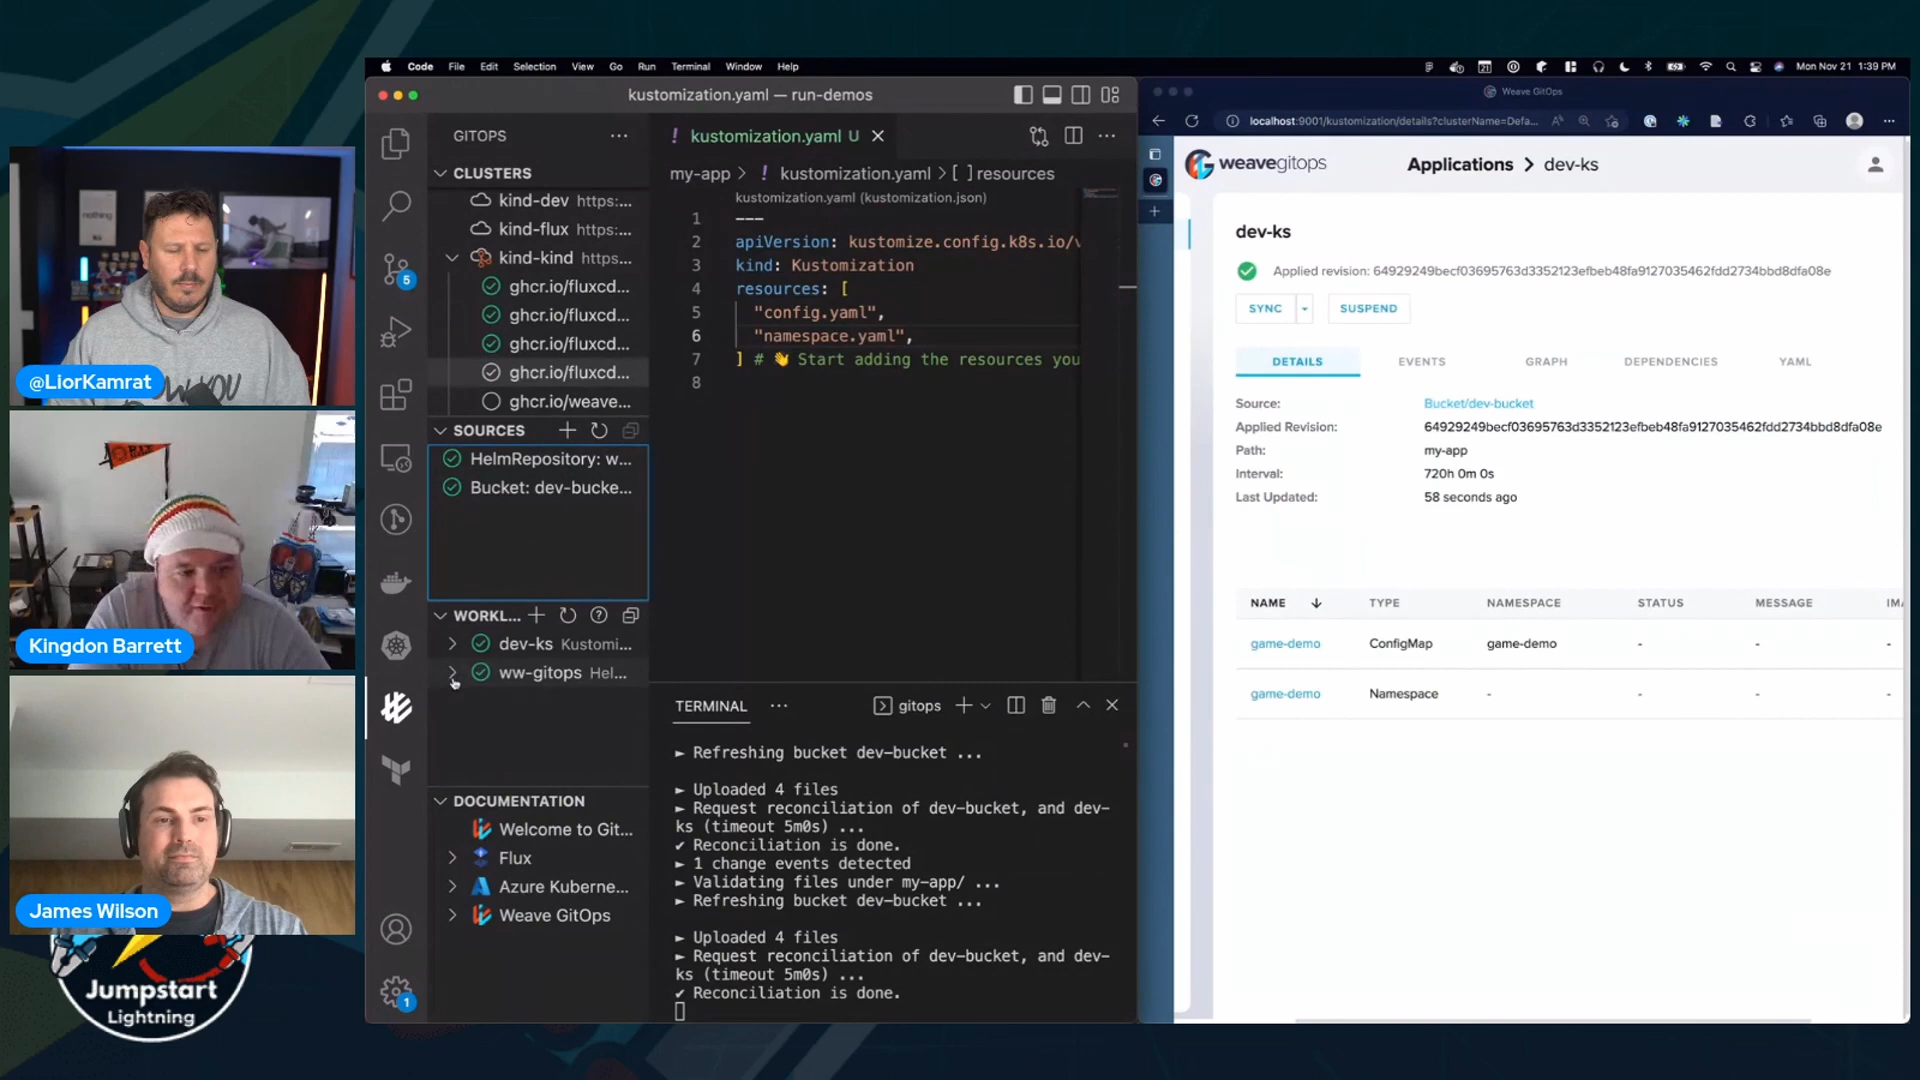 Code File Edit Selection View Go Run Terminal Window Help
Mon Nov 21 1:39 PM
nothing
@LiorKamrat
Kingdon Barrett
James Wilson
Jumpstart
Lightning
kustomization.yaml — run-demos
GITOPS
CLUSTERS
kind-dev https:...
kind-flux https:...
kind-kind https...
ghcr.io/fluxcd...
ghcr.io/fluxcd...
ghcr.io/fluxcd...
ghcr.io/fluxcd...
ghcr.io/weave...
SOURCES
HelmRepository: w...
Bucket: dev-bucke...
WORKL...
dev-ks Kustomi...
ww-gitops Hel...
DOCUMENTATION
Welcome to Git...
Flux
Azure Kuberne...
Weave GitOps
5
1
! kustomization.yaml U
my-app > ! kustomization.yaml > [ ] resources
kustomization.yaml (kustomization.json)
1 ---
2 apiVersion: kustomize.config.k8s.io/v
3 kind: Kustomization
4 resources: [
5 "config.yaml",
6 "namespace.yaml",
7 ] # 👋 Start adding the resources you
8
TERMINAL
gitops
► Refreshing bucket dev-bucket ...
► Uploaded 4 files
► Request reconciliation of dev-bucket, and dev-
ks (timeout 5m0s) ...
✔ Reconciliation is done.
► 1 change events detected
► Validating files under my-app/ ...
► Refreshing bucket dev-bucket ...
► Uploaded 4 files
► Request reconciliation of dev-bucket, and dev-
ks (timeout 5m0s) ...
✔ Reconciliation is done.
Weave GitOps
localhost:9001/kustomization/details?clusterName=Defa...
weavegitops
Applications > dev-ks
dev-ks
Applied revision: 64929249becf03695763d3352123efbeb48fa9127035462fdd2734bbd8dfa08e
SYNC
SUSPEND
DETAILS EVENTS GRAPH DEPENDENCIES YAML
Source: Bucket/dev-bucket
Applied Revision: 64929249becf03695763d3352123efbeb48fa9127035462fdd2734bbd8dfa08e
Path: my-app
Interval: 720h 0m 0s
Last Updated: 58 seconds ago
NAME TYPE NAMESPACE STATUS MESSAGE IMA
game-demo ConfigMap game-demo - - -
game-demo Namespace - - - -